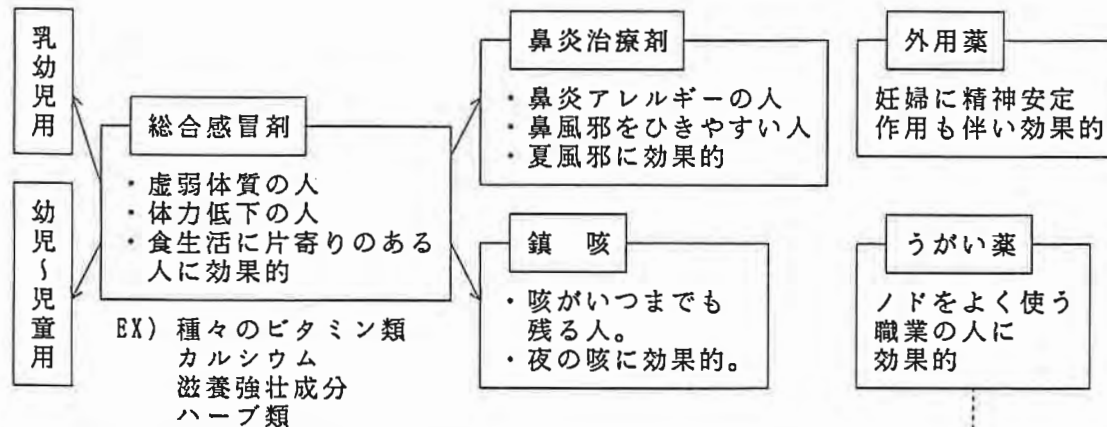 乳幼児用
幼児～児童用
総合感冒剤
・虚弱体質の人
・体力低下の人
・食生活に片寄りのある
人に効果的
EX) 種々のビタミン類
カルシウム
滋養強壮成分
ハーブ類
鼻炎治療剤
・鼻炎アレルギーの人
・鼻風邪をひきやすい人
・夏風邪に効果的
鎮　咳
・咳がいつまでも
残る人。
・夜の咳に効果的。
外用薬
妊婦に精神安定
作用も伴い効果的
うがい薬
ノドをよく使う
職業の人に
効果的